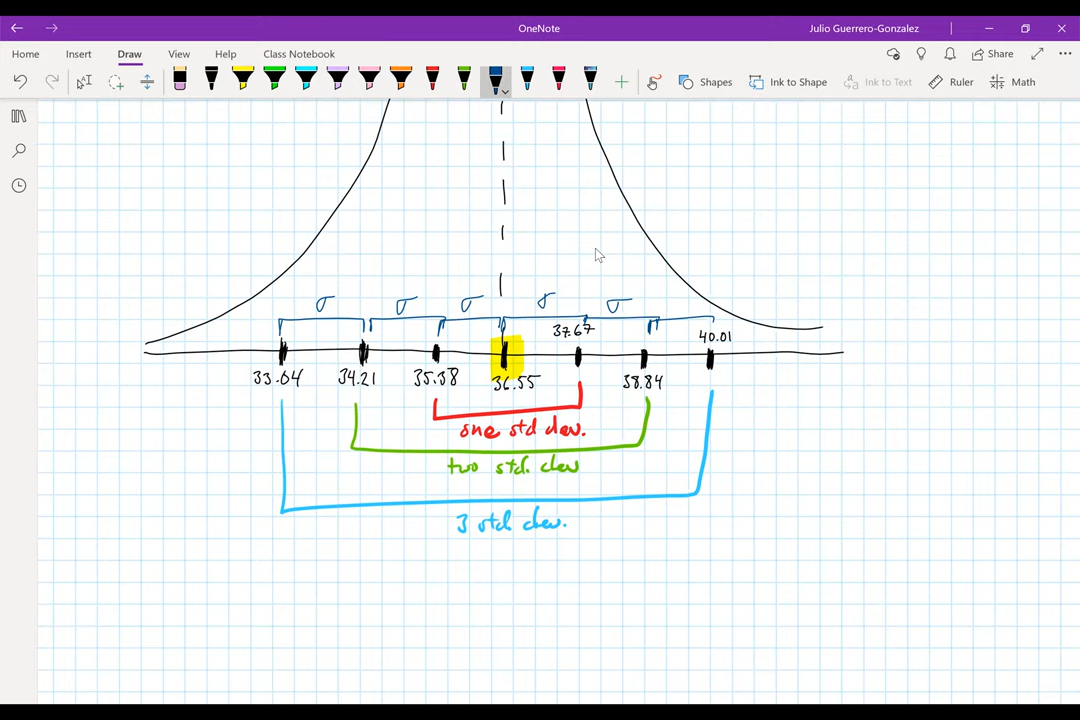 OneNote
Julio Guerrero-Gonzalez
Home Insert Draw View Help Class Notebook
Share
Shapes Ink to Shape Ink to Text Ruler Math
σ σ σ σ σ
37.67 40.01
33.04 34.21 35.38 36.55 38.84
one std dev.
two std. dev
3 std dev.